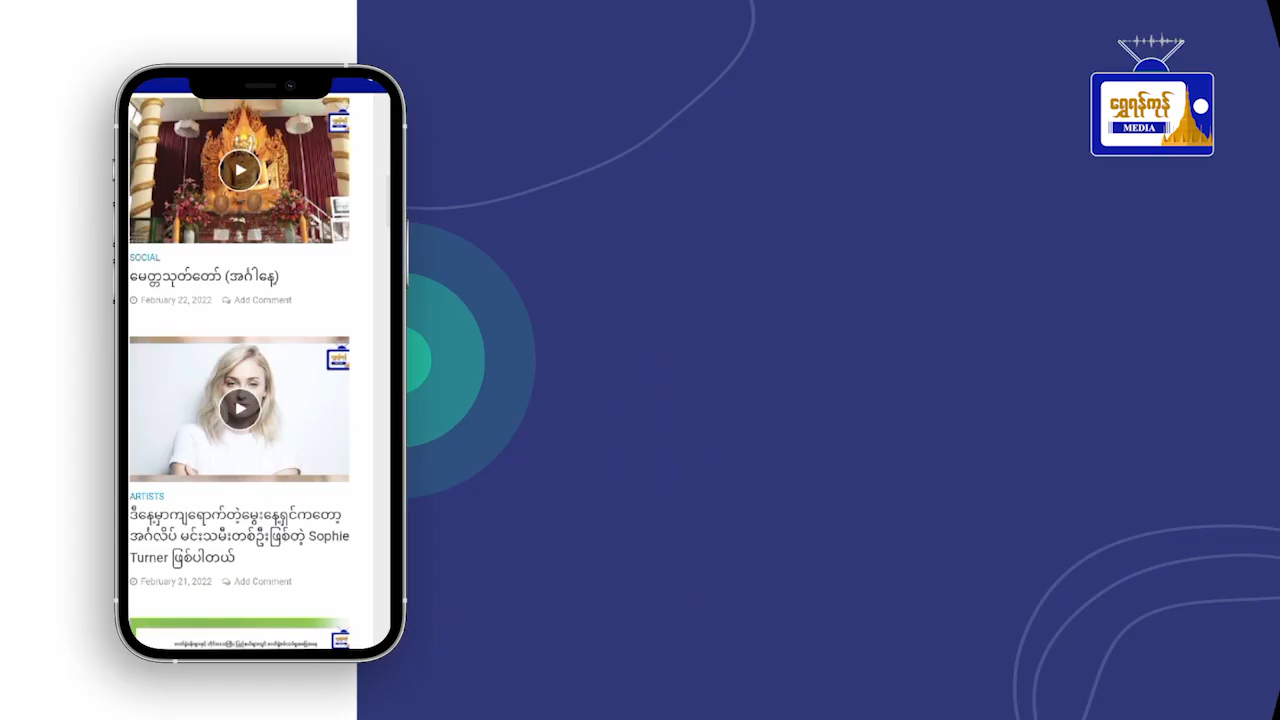 SOCIAL
မေတ္တသုတ်တော် (အင်္ဂါနေ့)
February 22, 2022 Add Comment
ARTISTS
ဒီနေ့မှာကျရောက်တဲ့မွေးနေ့ရှင်ကတော့
အင်္ဂလိပ် မင်းသမီးတစ်ဦးဖြစ်တဲ့ Sophie
Turner ဖြစ်ပါတယ်
February 21, 2022 Add Comment
ရွှေရန်ကုန်
MEDIA